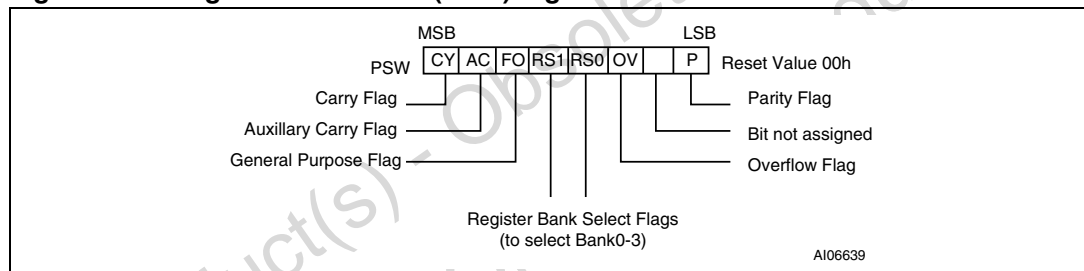 MSB LSB
PSW CY AC FO RS1 RS0 OV P Reset Value 00h
Carry Flag Parity Flag
Auxillary Carry Flag Bit not assigned
General Purpose Flag Overflow Flag
Register Bank Select Flags
(to select Bank0-3)
AI06639